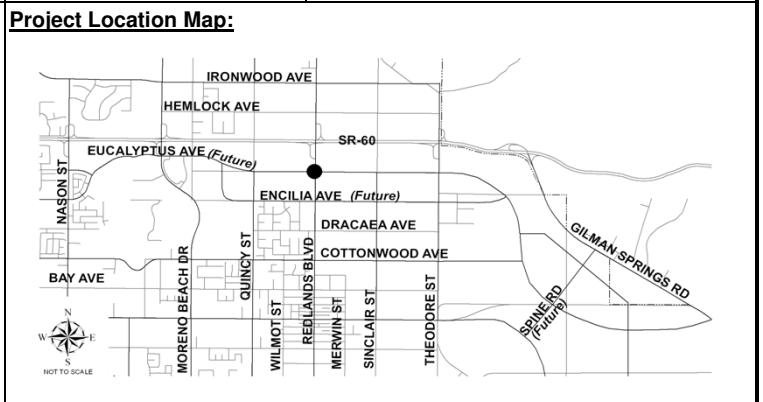 Project Location Map:
IRONWOOD AVE
HEMLOCK AVE
SR-60
EUCALYPTUS AVE (Future)
ENCILIA AVE (Future)
NASON ST
DRACAEA AVE
GILMAN SPRINGS RD
COTTONWOOD AVE
BAY AVE
MORENO BEACH DR
QUINCY ST
WILMOT ST
REDLANDS BLVD
MERWIN ST
SINCLAIR ST
THEODORE ST
SPINE RD
(Future)
N
W E
S
NOT TO SCALE